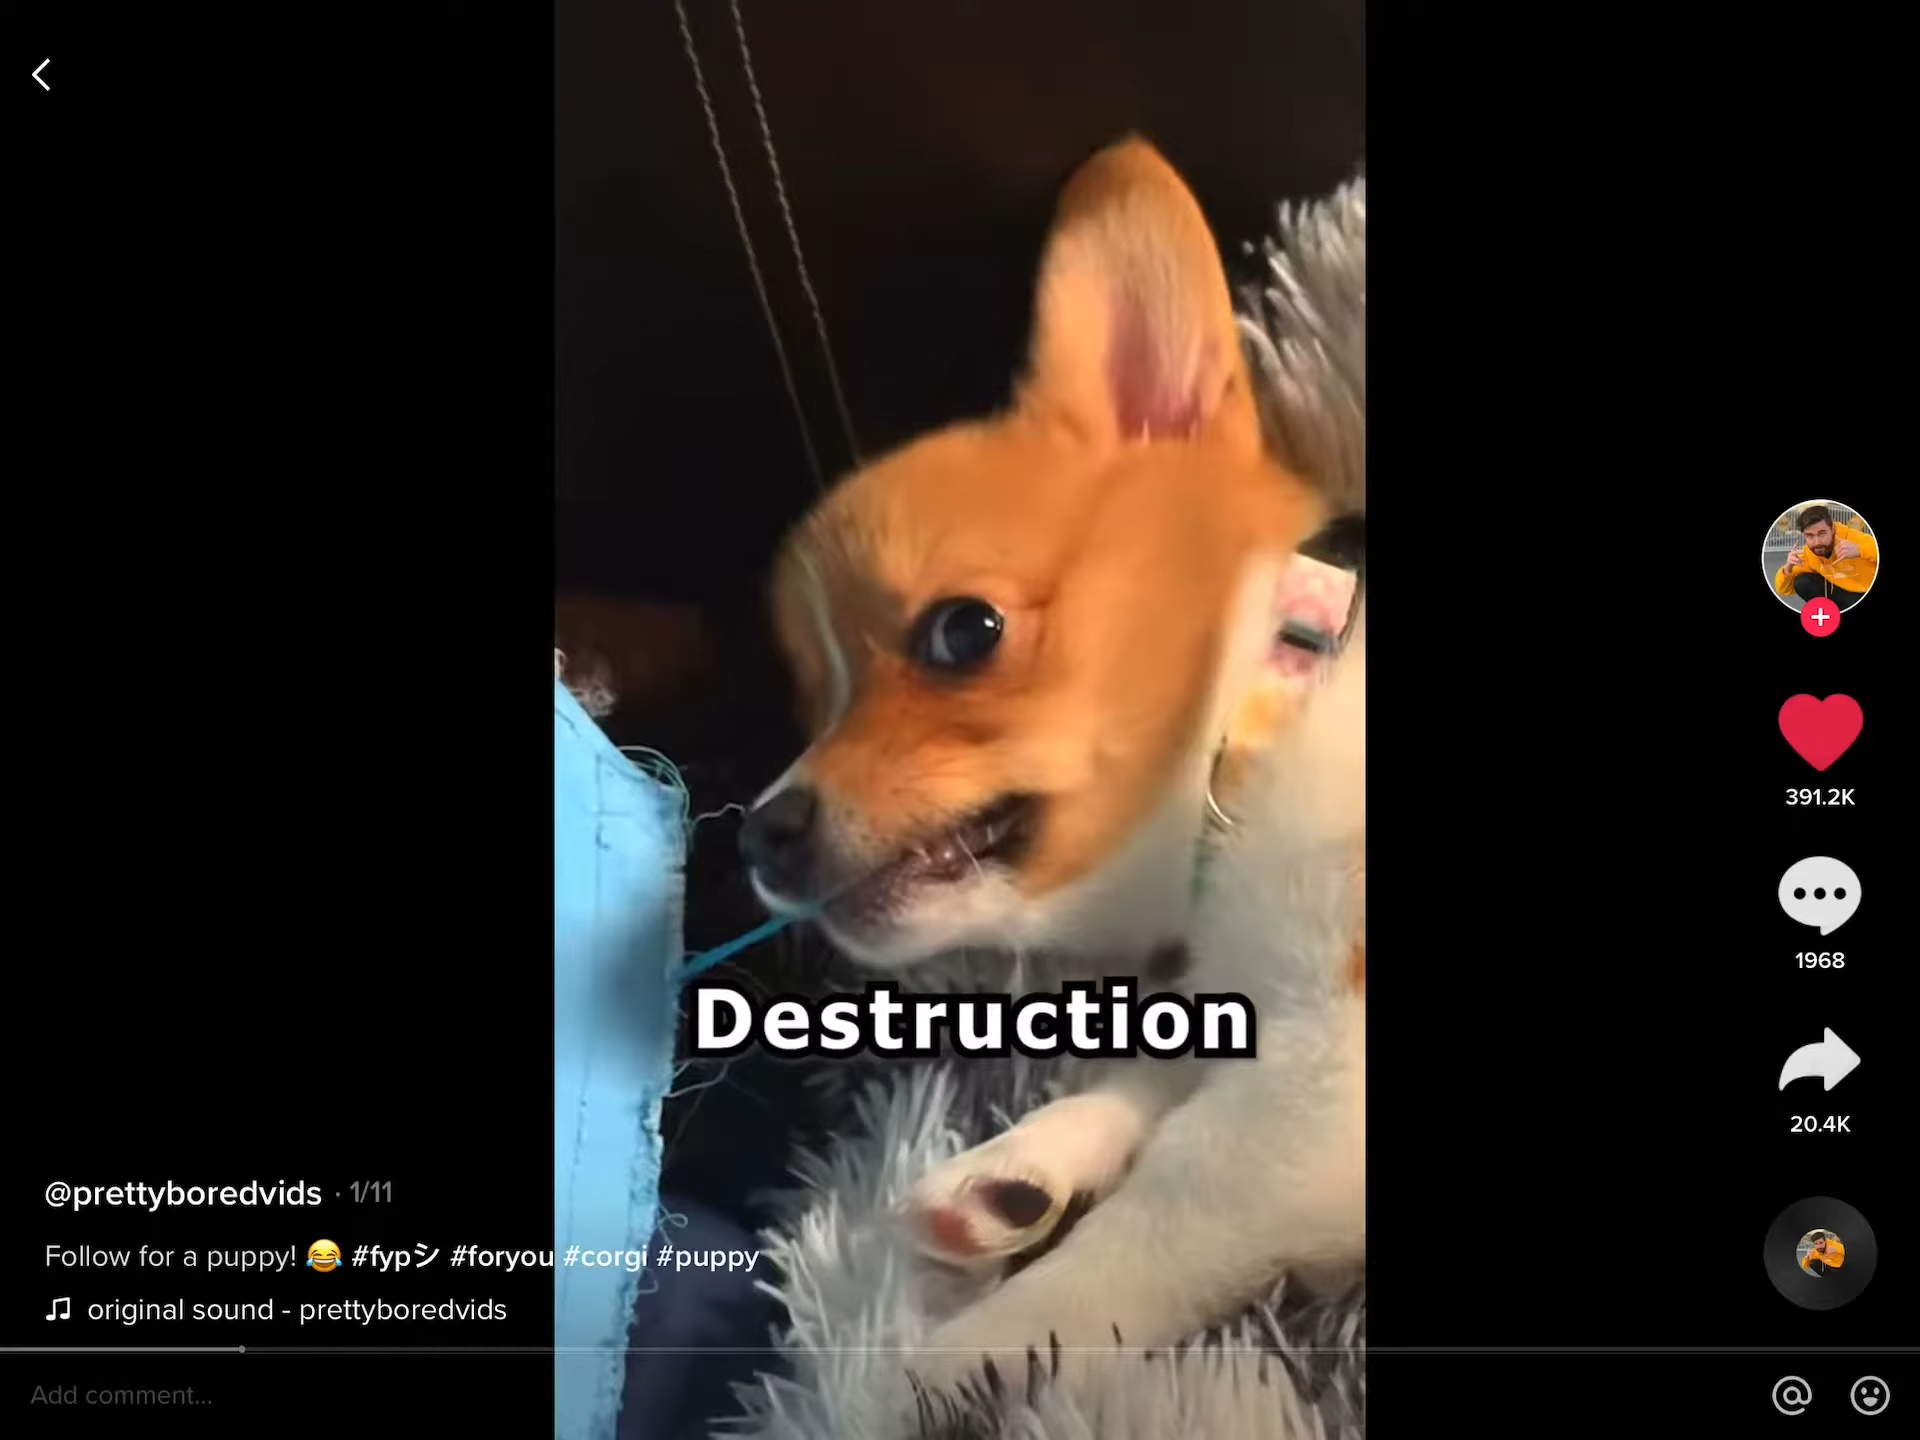 Destruction
391.2K
1968
20.4K
@prettyboredvids · 1/11
Follow for a puppy! 😂 #fypシ #foryou #corgi #puppy
original sound - prettyboredvids
Add comment...